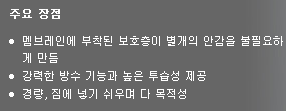 주요 장점
• 멤브레인에 부착된 보호층이 별개의 안감을 불필요하
게 만듬
• 강력한 방수 기능과 높은 투습성 제공
• 경량, 짐에 넣기 쉬우며 다 목적성